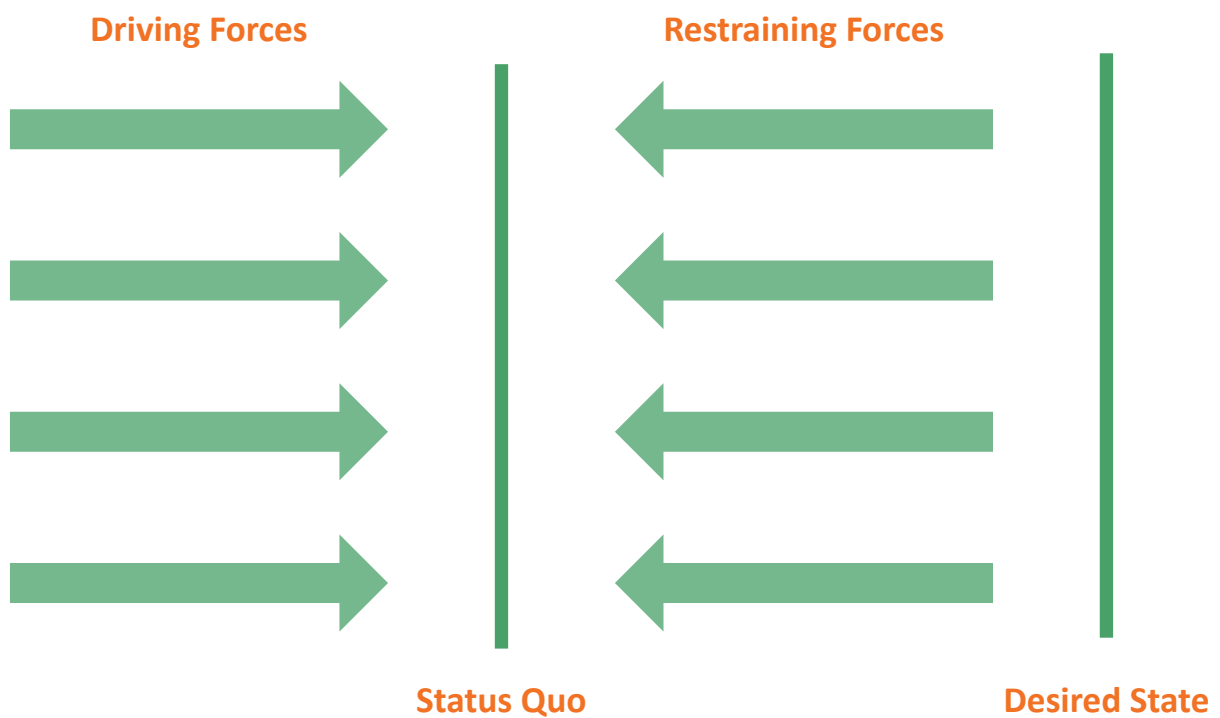 Driving Forces
Restraining Forces
Status Quo
Desired State